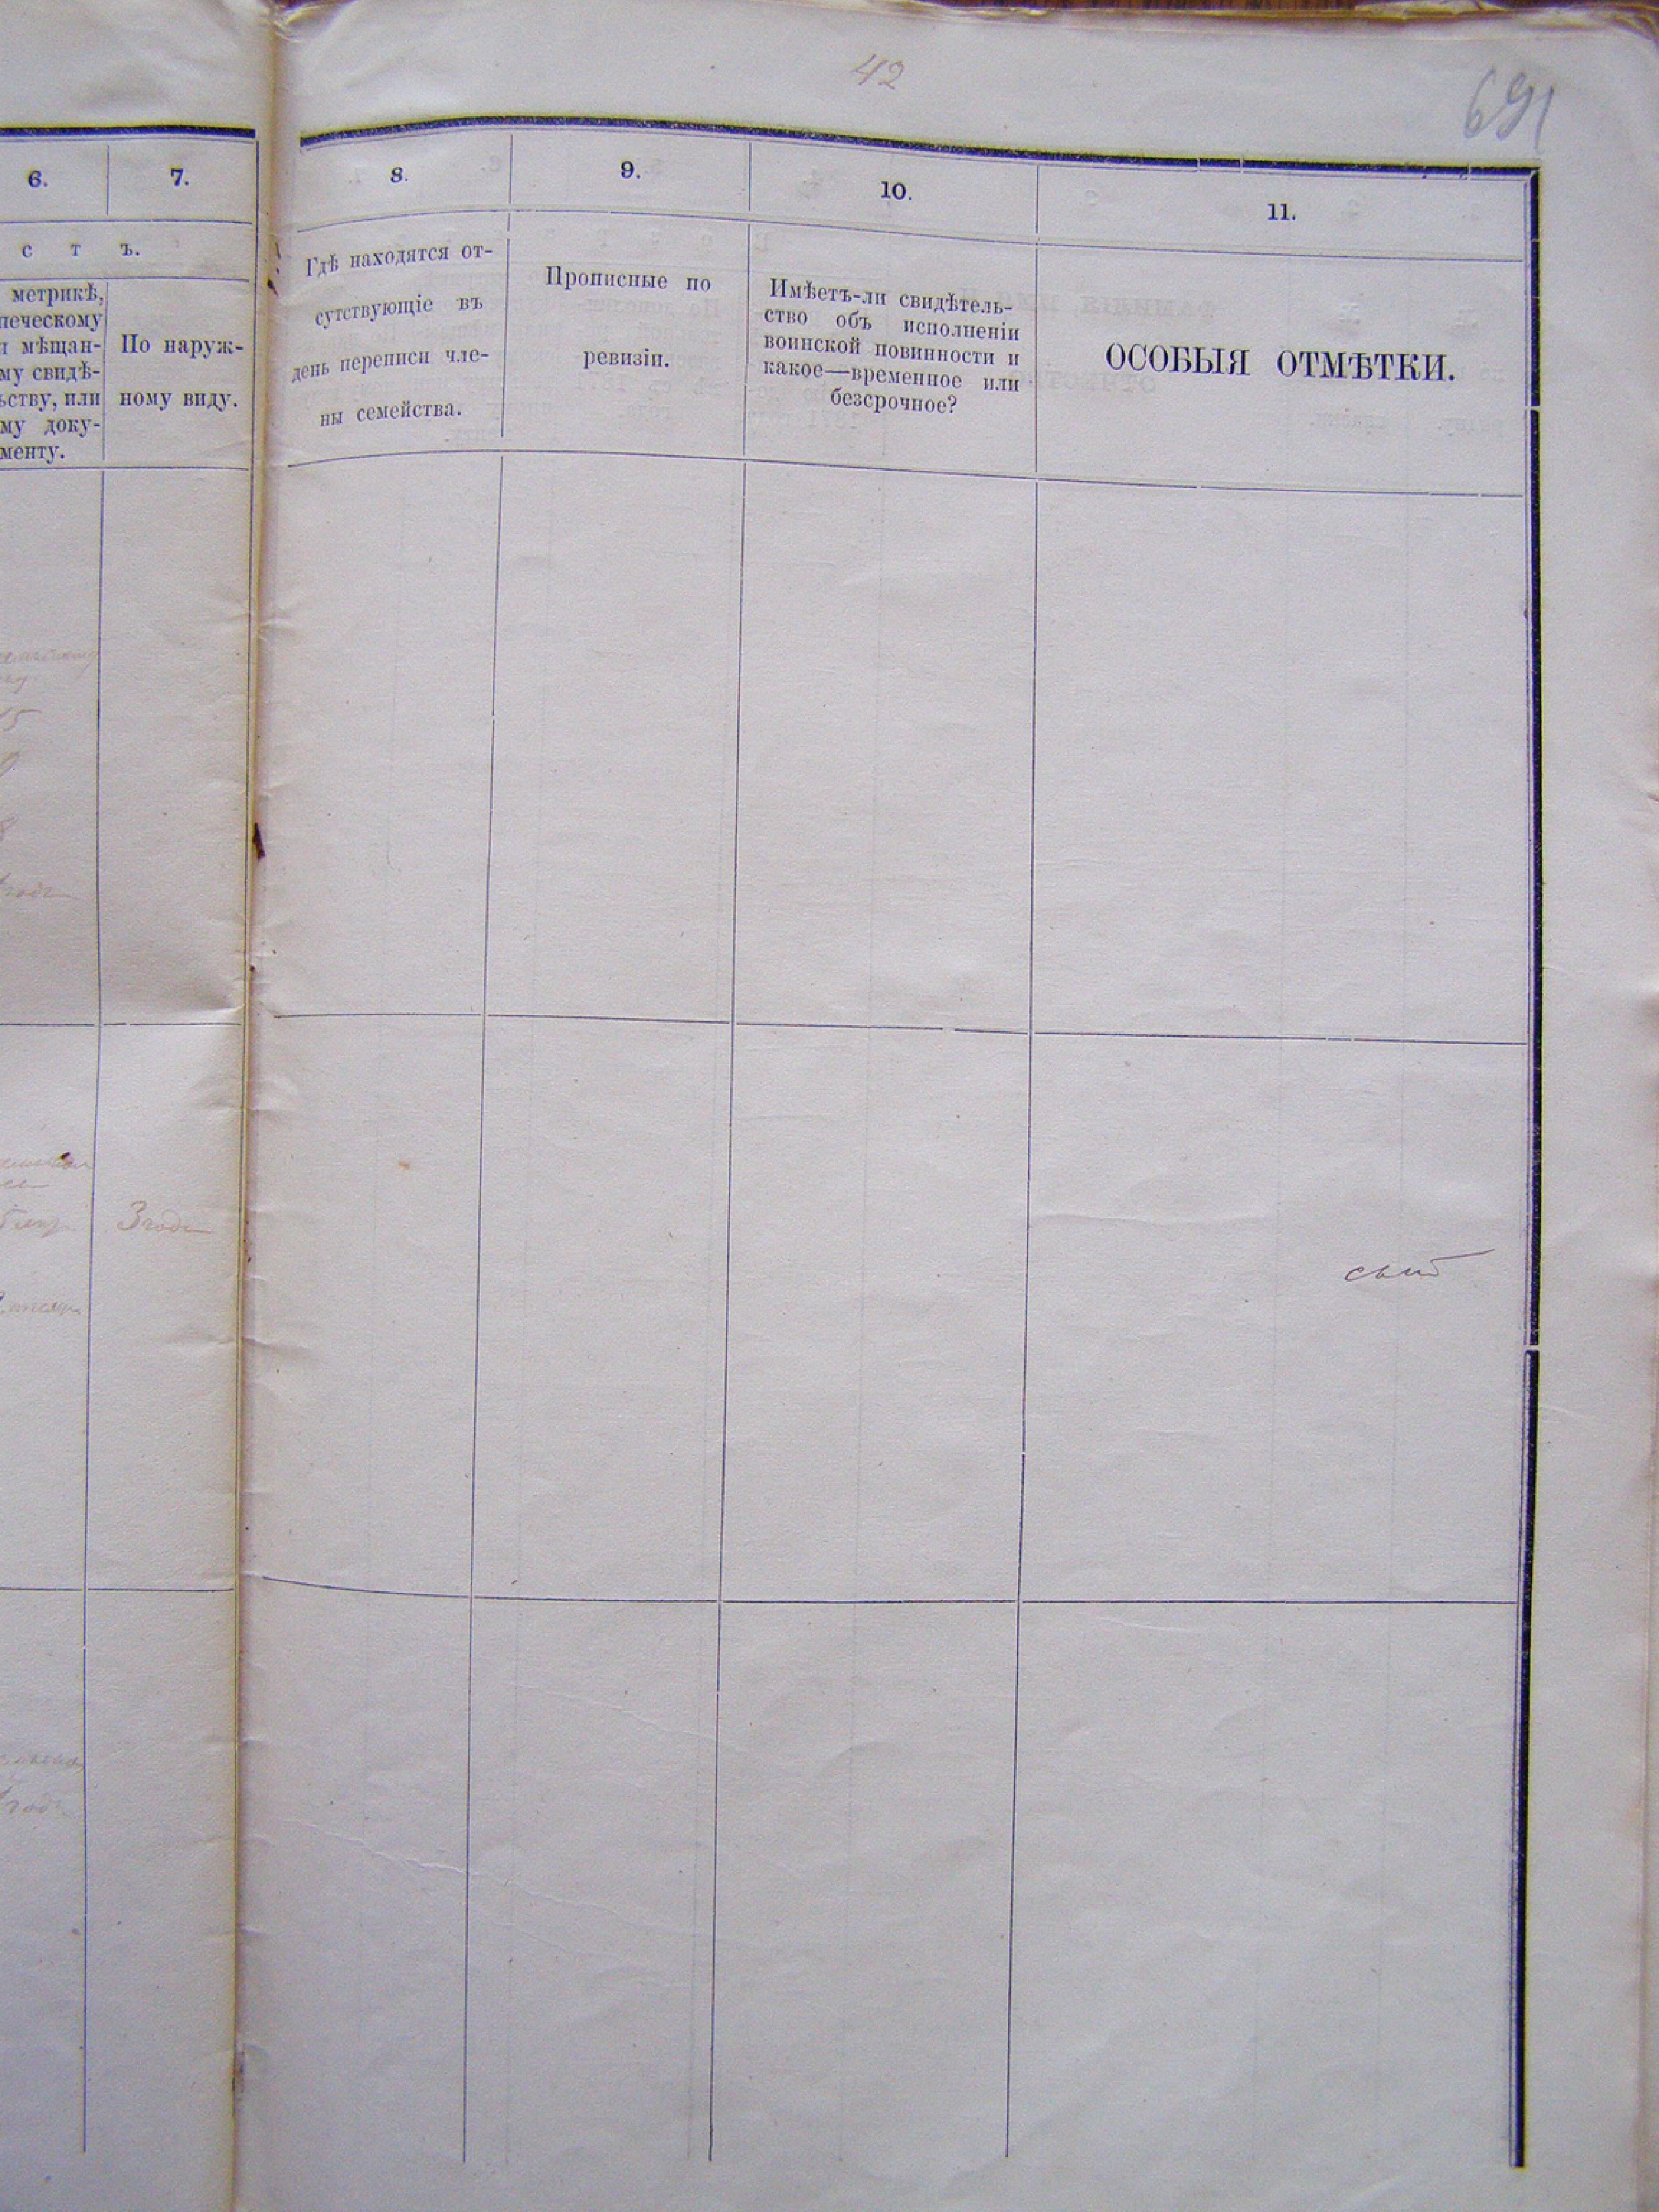 42
691
6.
7.
с т ъ.
метрикѣ,
печескому
мѣщан-
му свидѣ-
ьству, или
му доку-
менту.
По наруж-
ному виду.
8.
9.
10.
11.
Гдѣ находятся от-
сутствующіе въ
день переписи чле-
ны семейства.
Прописные по
ревизіи.
Имѣетъ-ли свидѣтель-
ство объ исполненіи
воинской повинности и
какое—временное или
безсрочное?
ОСОБЫЯ ОТМѢТКИ.
3 года